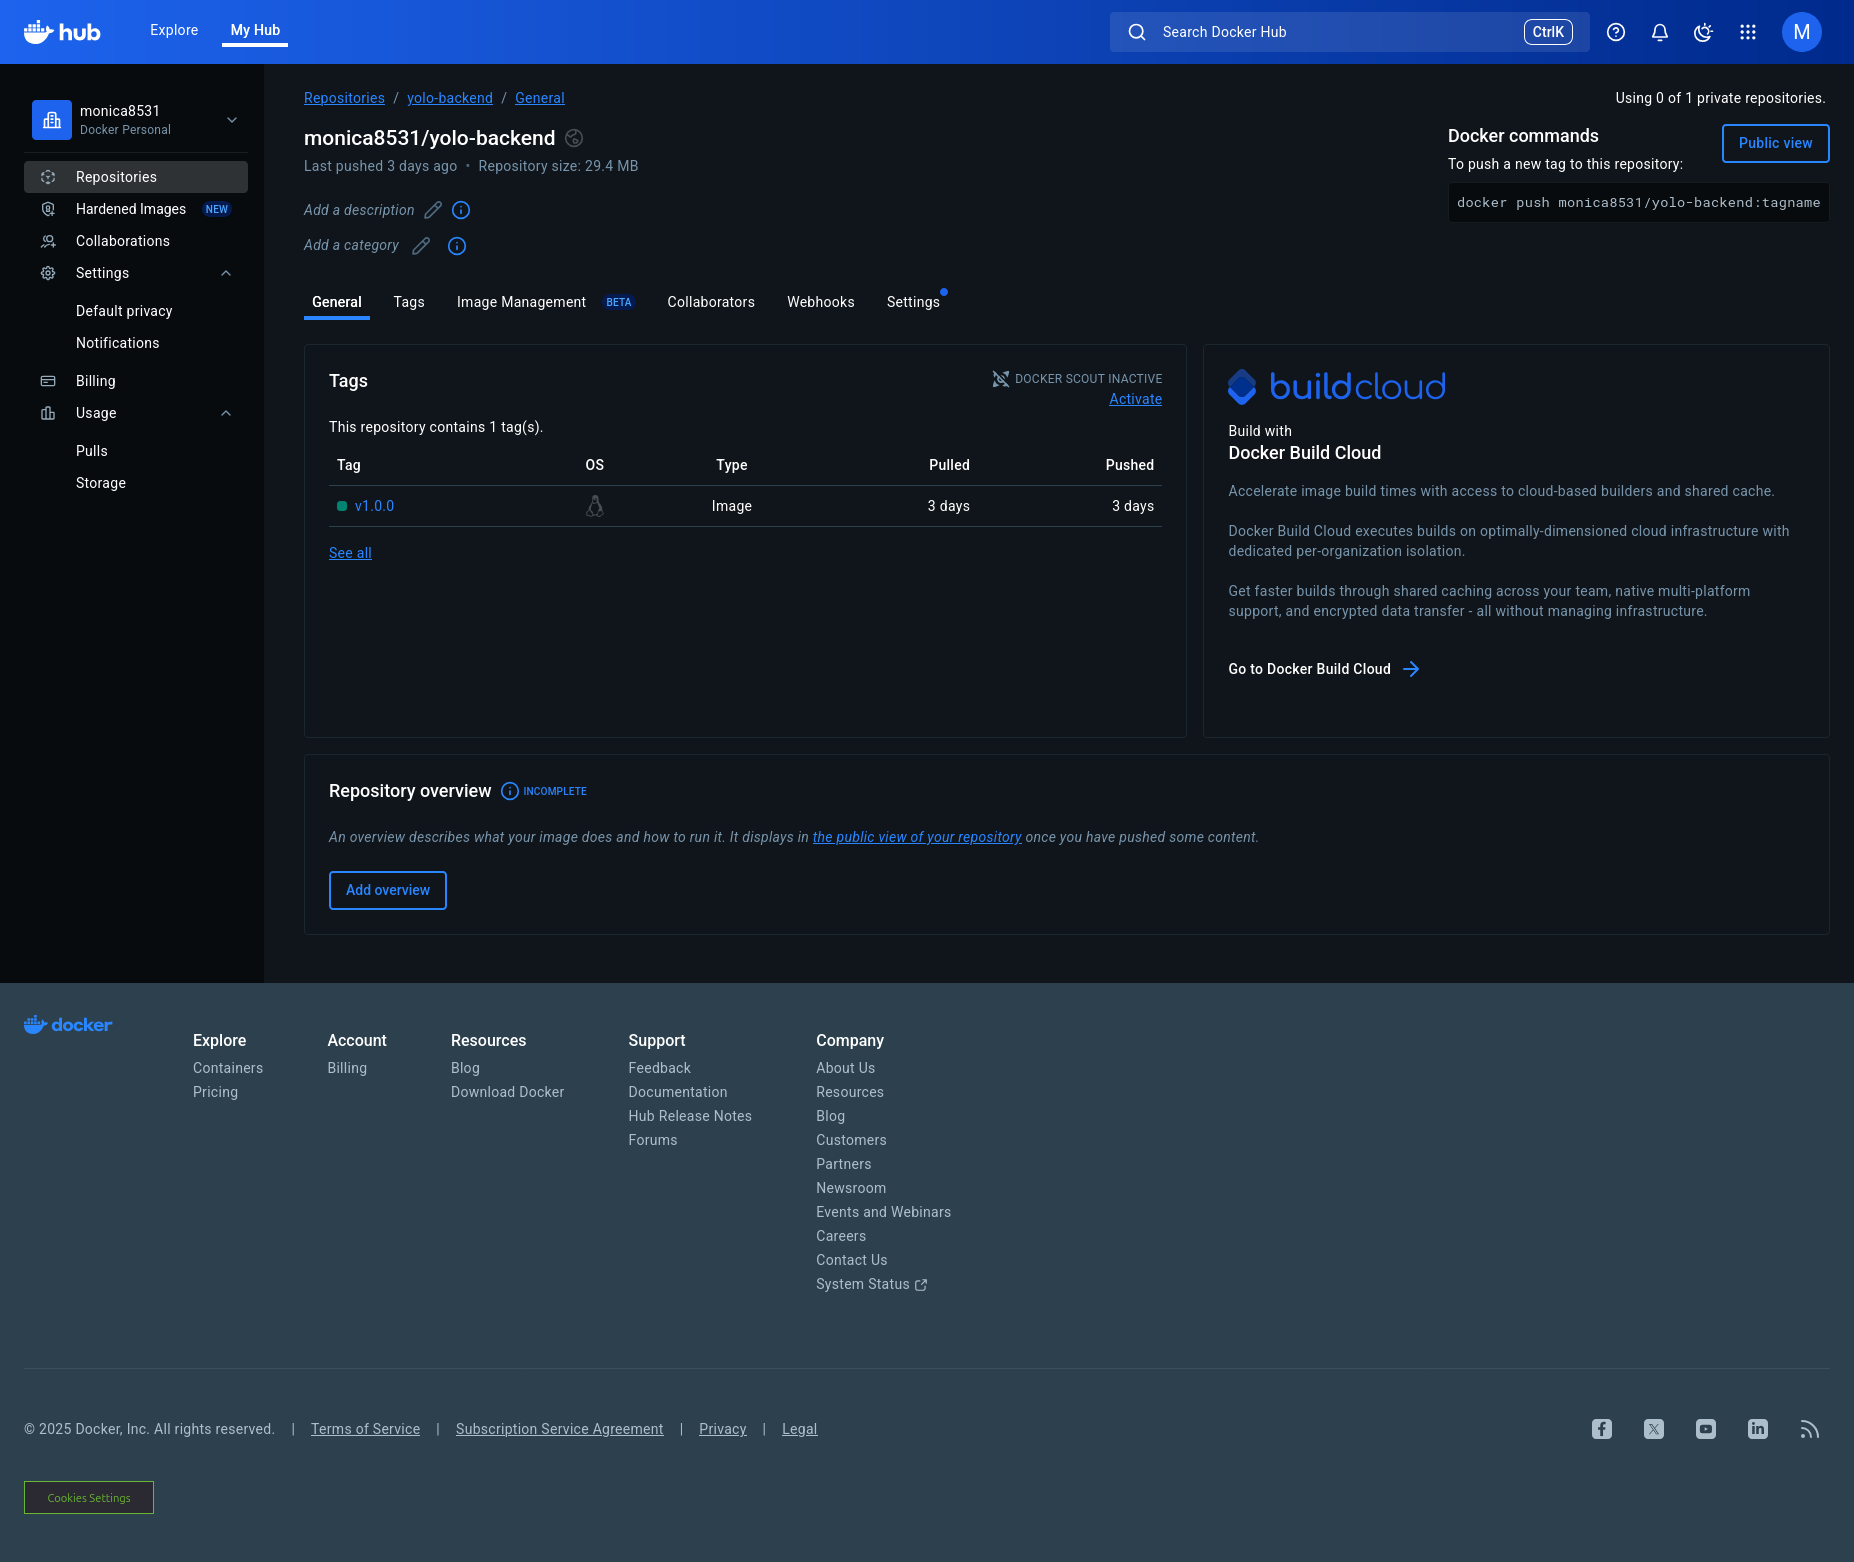 hub
Explore
My Hub
Search Docker Hub
CtrlK
M
monica8531
Docker Personal
Repositories
Hardened Images NEW
Collaborations
Settings
Default privacy
Notifications
Billing
Usage
Pulls
Storage
Repositories / yolo-backend / General
Using 0 of 1 private repositories.
monica8531/yolo-backend
Last pushed 3 days ago • Repository size: 29.4 MB
Add a description
Add a category
Docker commands
Public view
To push a new tag to this repository:
docker push monica8531/yolo-backend:tagname
General Tags Image Management BETA Collaborators Webhooks Settings
Tags
DOCKER SCOUT INACTIVE
Activate
This repository contains 1 tag(s).
Tag OS Type Pulled Pushed
v1.0.0 Image 3 days 3 days
See all
buildcloud
Build with
Docker Build Cloud
Accelerate image build times with access to cloud-based builders and shared cache.
Docker Build Cloud executes builds on optimally-dimensioned cloud infrastructure with
dedicated per-organization isolation.
Get faster builds through shared caching across your team, native multi-platform
support, and encrypted data transfer - all without managing infrastructure.
Go to Docker Build Cloud
Repository overview INCOMPLETE
An overview describes what your image does and how to run it. It displays in the public view of your repository once you have pushed some content.
Add overview
docker
Explore
Containers
Pricing
Account
Billing
Resources
Blog
Download Docker
Support
Feedback
Documentation
Hub Release Notes
Forums
Company
About Us
Resources
Blog
Customers
Partners
Newsroom
Events and Webinars
Careers
Contact Us
System Status
© 2025 Docker, Inc. All rights reserved. | Terms of Service | Subscription Service Agreement | Privacy | Legal
Cookies Settings